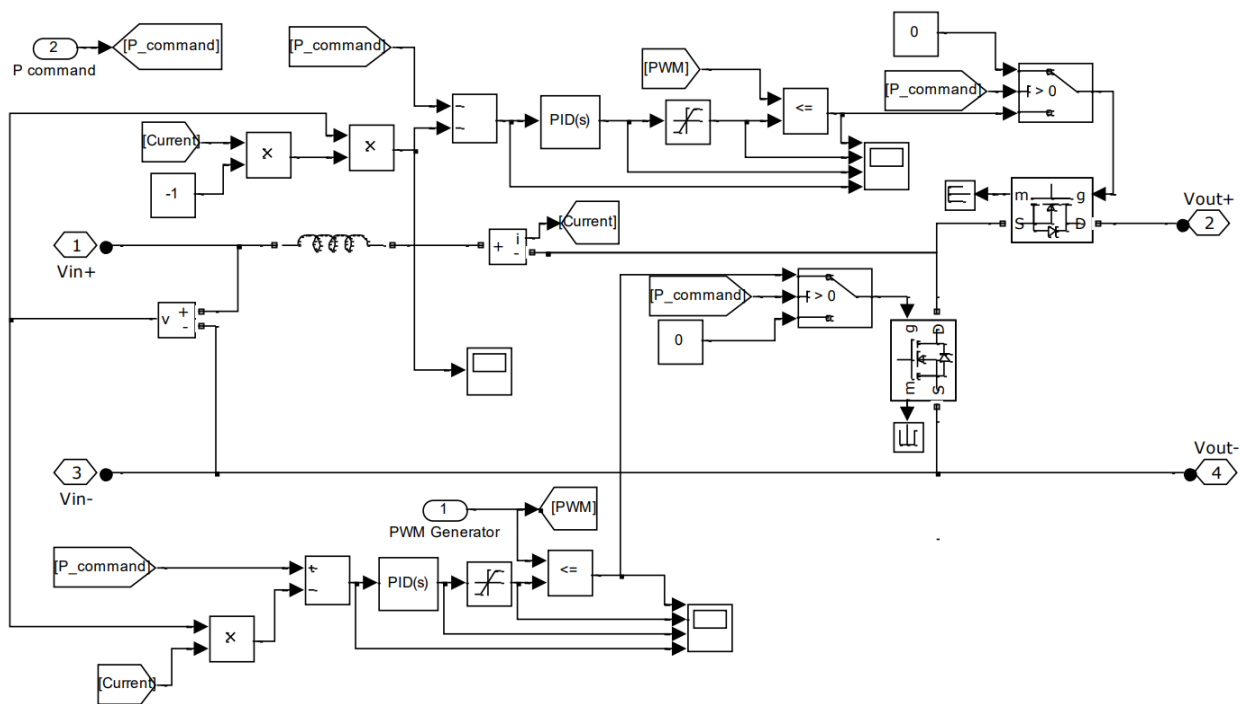 2
P command
[P_command]
[P_command]
[Current]
×
-1
×
−
−
PID(s)
[PWM]
<=
0
[P_command]
> 0
m
g
S
D
Vout+
2
1
Vin+
+
i
-
[Current]
v
+
-
[P_command]
> 0
0
g
D
m
S
3
Vin-
Vout-
4
1
PWM Generator
[PWM]
[P_command]
+
−
PID(s)
<=
×
[Current]